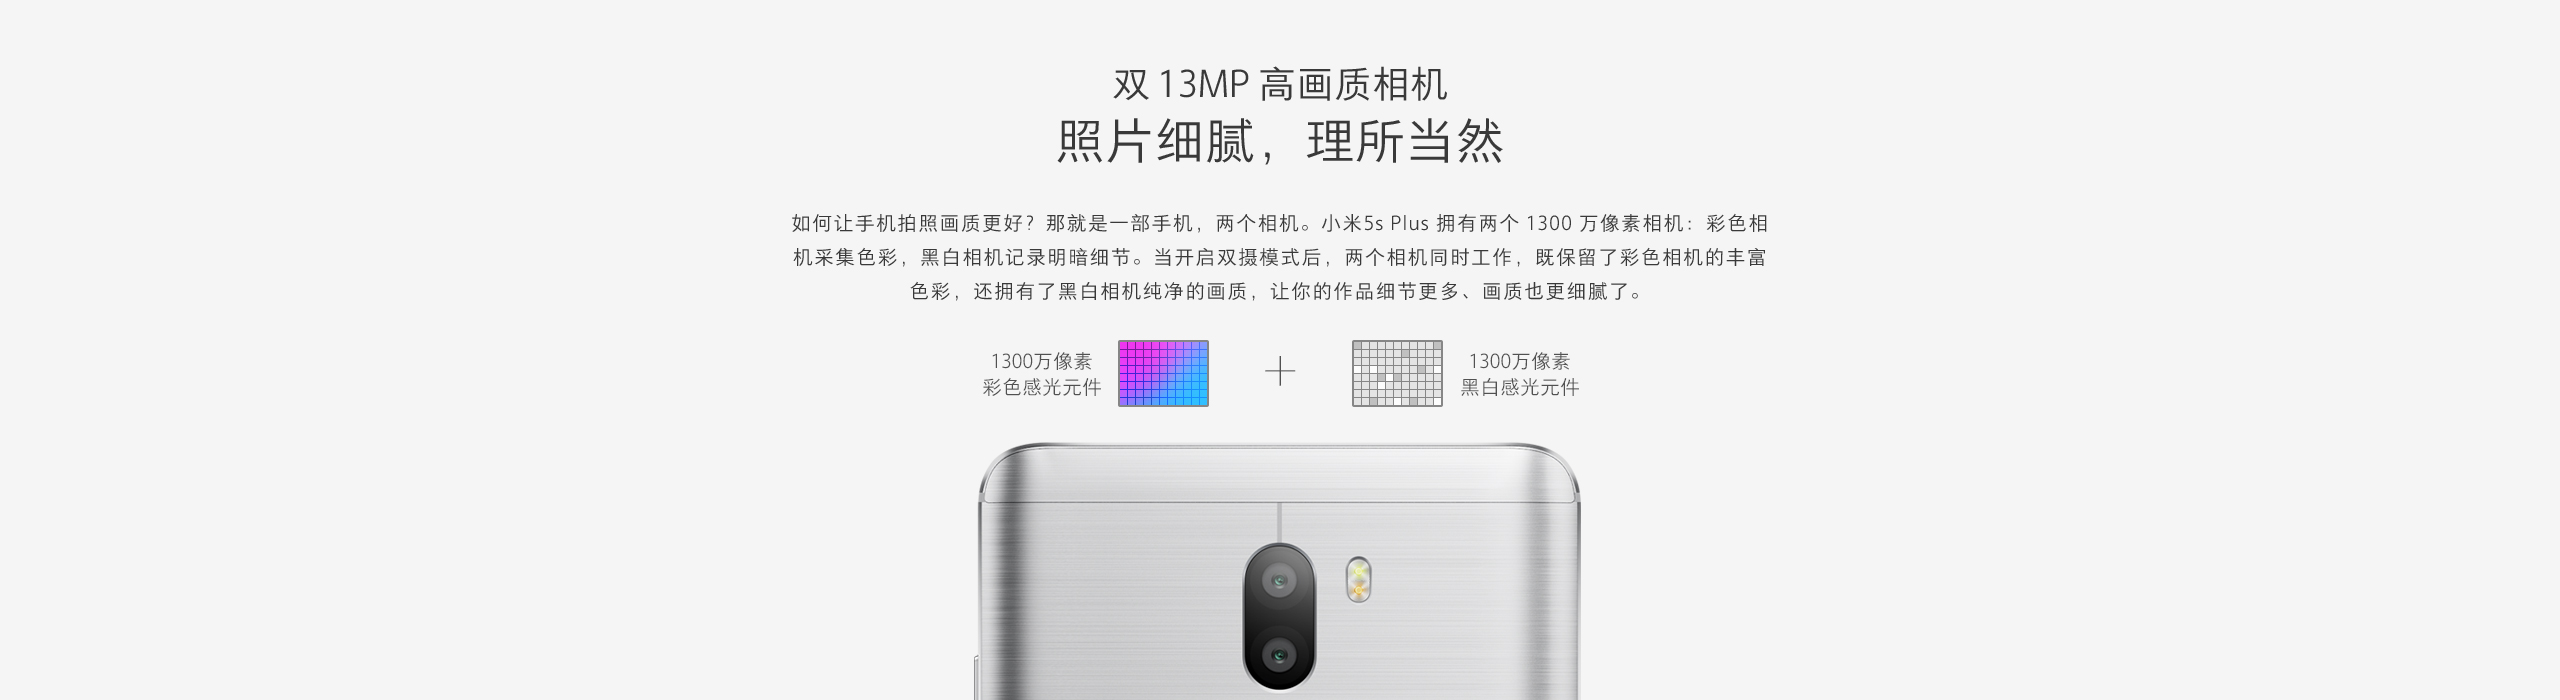 双 13MP 高画质相机
照片细腻，理所当然
如何让手机拍照画质更好？那就是一部手机，两个相机。小米5s Plus 拥有两个 1300 万像素相机：彩色相
机采集色彩，黑白相机记录明暗细节。当开启双摄模式后，两个相机同时工作，既保留了彩色相机的丰富
色彩，还拥有了黑白相机纯净的画质，让你的作品细节更多、画质也更细腻了。
1300万像素
彩色感光元件
1300万像素
黑白感光元件